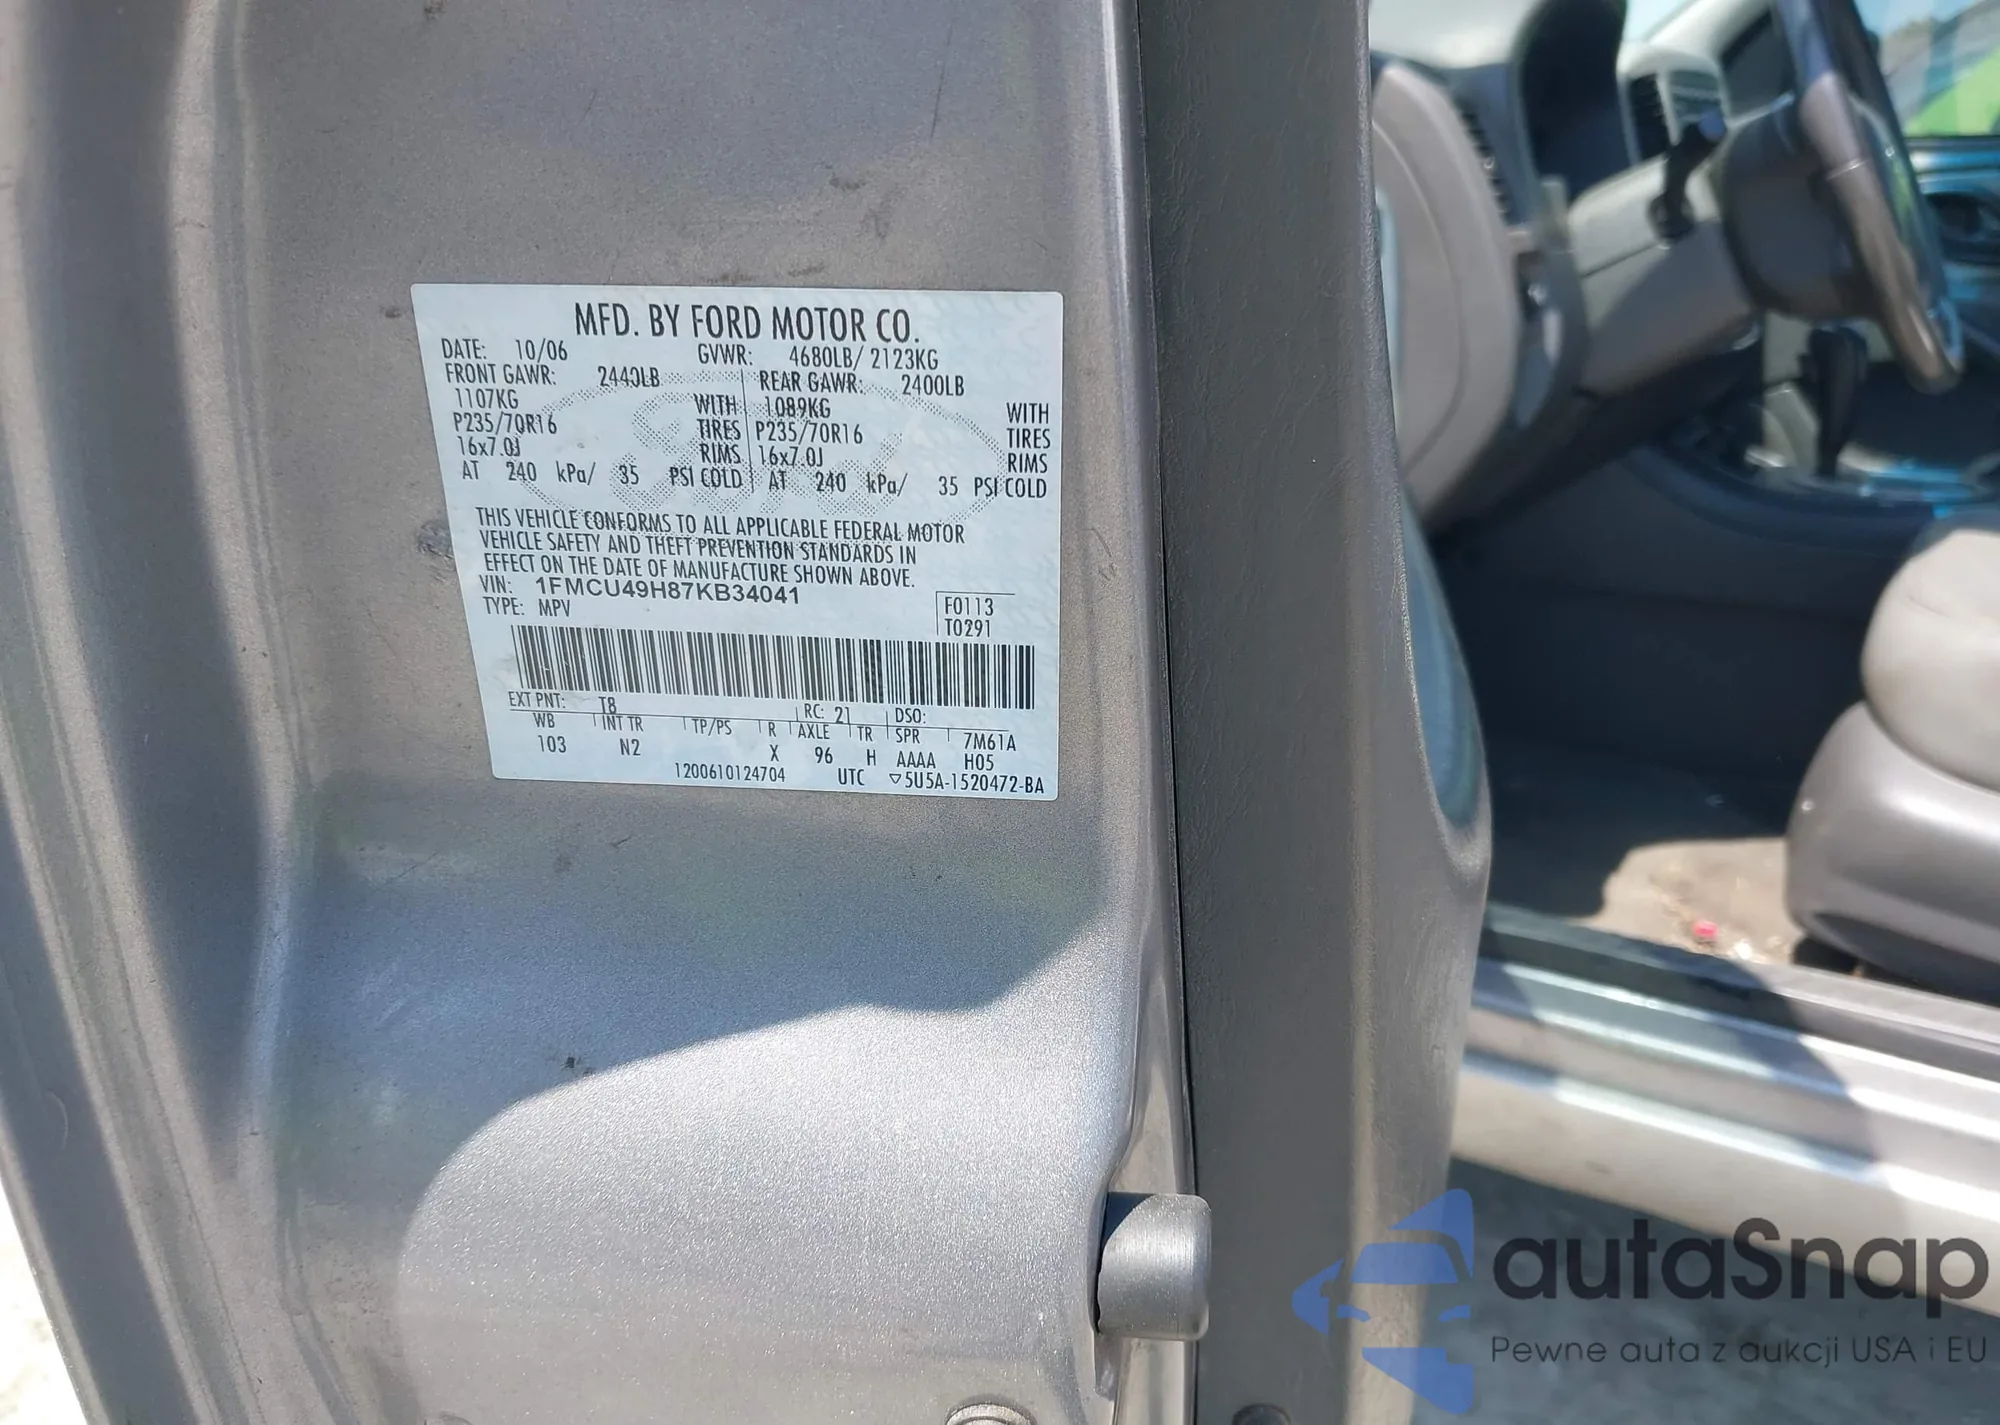 MFD. BY FORD MOTOR CO.
DATE: 10/06 GVWR: 4680LB/ 2123KG
FRONT GAWR: 2440LB REAR GAWR: 2400LB
1107KG WITH 1089KG WITH
P235/70R16 TIRES P235/70R16 TIRES
16x7.0J RIMS 16x7.0J RIMS
AT 240 kPa/ 35 PSI COLD AT 240 kPa/ 35 PSI COLD
THIS VEHICLE CONFORMS TO ALL APPLICABLE FEDERAL MOTOR
VEHICLE SAFETY AND THEFT PREVENTION STANDARDS IN
EFFECT ON THE DATE OF MANUFACTURE SHOWN ABOVE.
VIN: 1FMCU49H87KB34041
TYPE: MPV
F0113
T0291
EXT PNT: T8 RC: 21 DSO:
WB INT TR TP/PS R AXLE TR SPR 7M61A
103 N2 X 96 H AAAA H05
1200610124704 UTC ▽5U5A-1520472-BA
autaSnap
Pewne auta z aukcji USA i EU